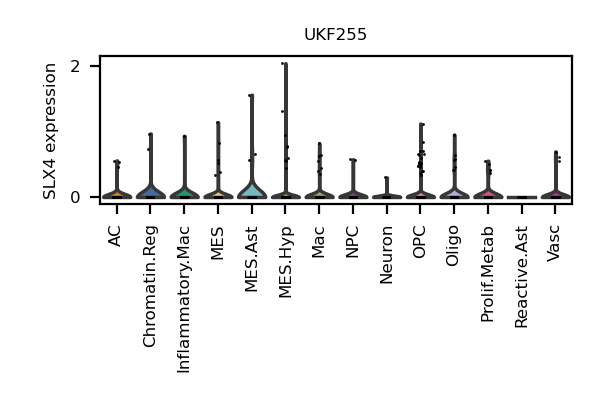 UKF255
SLX4 expression
2
0
AC
Chromatin.Reg
Inflammatory.Mac
MES
MES.Ast
MES.Hyp
Mac
NPC
Neuron
OPC
Oligo
Prolif.Metab
Reactive.Ast
Vasc